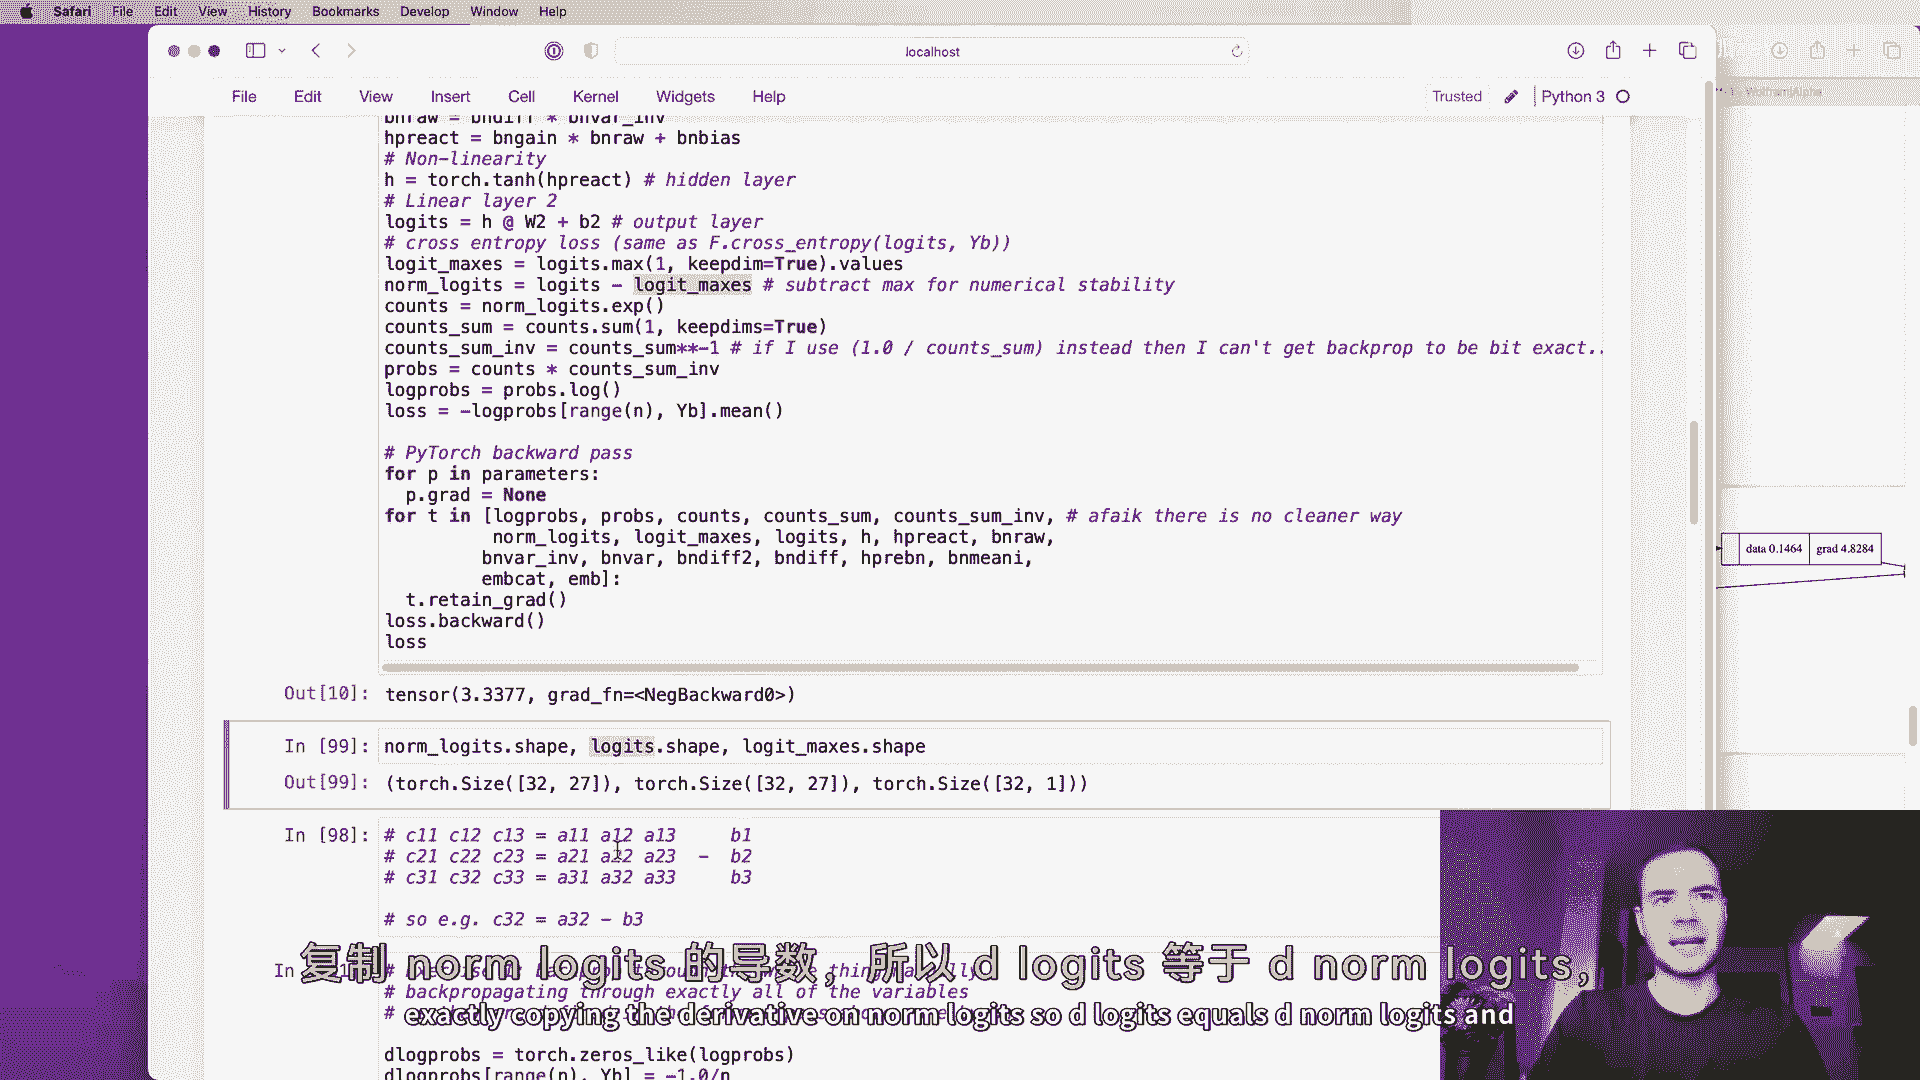 Safari File Edit View History Bookmarks Develop Window Help
localhost
File Edit View Insert Cell Kernel Widgets Help
Trusted Python 3
WolframAlpha
bnraw = bndiff * bnvar_inv
hpreact = bngain * bnraw + bnbias
# Non-linearity
h = torch.tanh(hpreact) # hidden layer
# Linear layer 2
logits = h @ W2 + b2 # output layer
# cross entropy loss (same as F.cross_entropy(logits, Yb))
logit_maxes = logits.max(1, keepdim=True).values
norm_logits = logits - logit_maxes # subtract max for numerical stability
counts = norm_logits.exp()
counts_sum = counts.sum(1, keepdims=True)
counts_sum_inv = counts_sum**-1 # if I use (1.0 / counts_sum) instead then I can't get backprop to be bit exact..
probs = counts * counts_sum_inv
logprobs = probs.log()
loss = -logprobs[range(n), Yb].mean()
# PyTorch backward pass
for p in parameters:
p.grad = None
for t in [logprobs, probs, counts, counts_sum, counts_sum_inv, # afaik there is no cleaner way
norm_logits, logit_maxes, logits, h, hpreact, bnraw,
bnvar_inv, bnvar, bndiff2, bndiff, hprebn, bnmeani,
embcat, emb]:
t.retain_grad()
loss.backward()
loss
data 0.1464 grad 4.8284
Out[10]: tensor(3.3377, grad_fn=<NegBackward0>)
In [99]: norm_logits.shape, logits.shape, logit_maxes.shape
Out[99]: (torch.Size([32, 27]), torch.Size([32, 27]), torch.Size([32, 1]))
In [98]: # c11 c12 c13 = a11 a12 a13 b1
# c21 c22 c23 = a21 a22 a23 - b2
# c31 c32 c33 = a31 a32 a33 b3
# so e.g. c32 = a32 - b3
复制 norm logits 的导数，所以 d logits 等于 d norm logits,
# backpropagating through exactly all of the variables
exactly copying the derivative on norm logits so d logits equals d norm logits and
dlogprobs = torch.zeros_like(logprobs)
dlogprobs[range(n), Yb] = -1.0/n